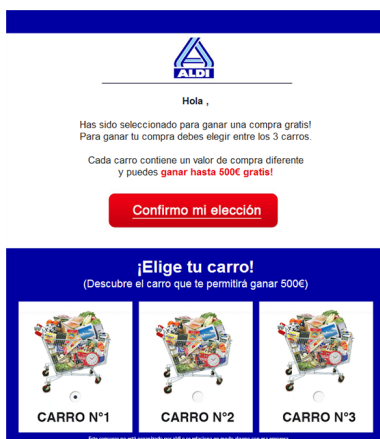 ALDI
Hola ,
Has sido seleccionado para ganar una compra gratis!
Para ganar tu compra debes elegir entre los 3 carros.
Cada carro contiene un valor de compra diferente
y puedes ganar hasta 500€ gratis!
Confirmo mi elección
¡Elige tu carro!
(Descubre el carro que te permitirá ganar 500€)
CARRO N°1 CARRO N°2 CARRO N°3